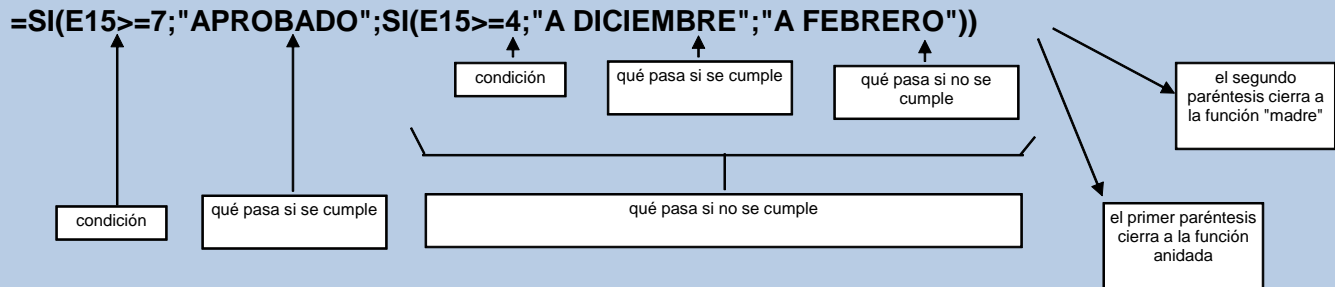 =SI(E15>=7;"APROBADO";SI(E15>=4;"A DICIEMBRE";"A FEBRERO"))
condición
qué pasa si se cumple
qué pasa si no se
cumple
el segundo
paréntesis cierra a
la función "madre"
condición
qué pasa si se cumple
qué pasa si no se cumple
el primer paréntesis
cierra a la función
anidada